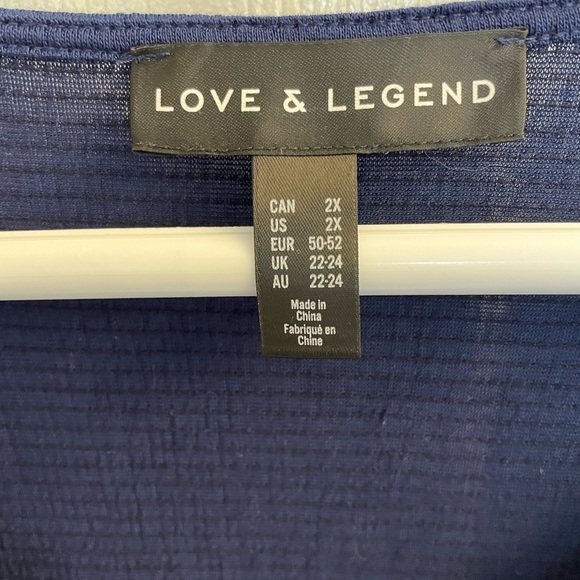 LOVE & LEGEND
CAN 2X
US 2X
EUR 50-52
UK 22-24
AU 22-24
Made in
China
Fabriqué en
Chine